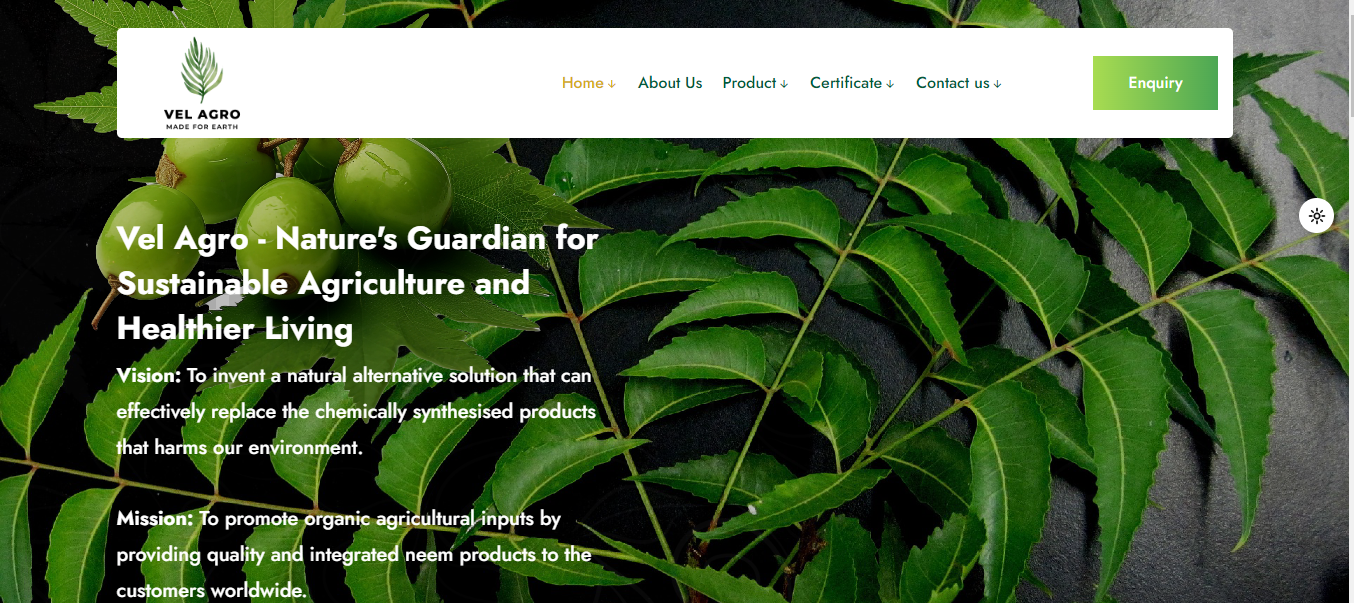 VEL AGRO
MADE FOR EARTH
Home ↓ About Us Product ↓ Certificate ↓ Contact us ↓ Enquiry
Vel Agro - Nature's Guardian for
Sustainable Agriculture and
Healthier Living
Vision: To invent a natural alternative solution that can
effectively replace the chemically synthesised products
that harms our environment.
Mission: To promote organic agricultural inputs by
providing quality and integrated neem products to the
customers worldwide.